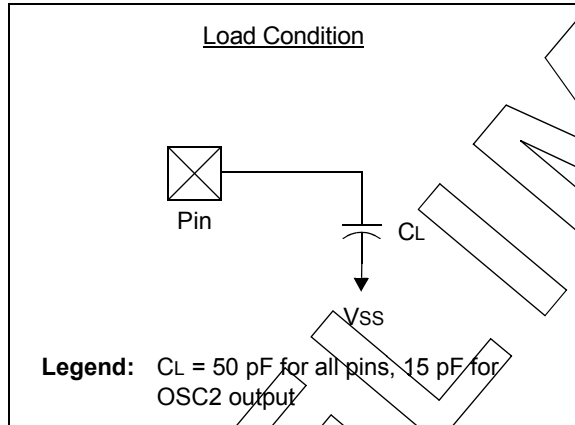 Load Condition
Pin
CL
VSS
Legend: CL = 50 pF for all pins, 15 pF for
OSC2 output